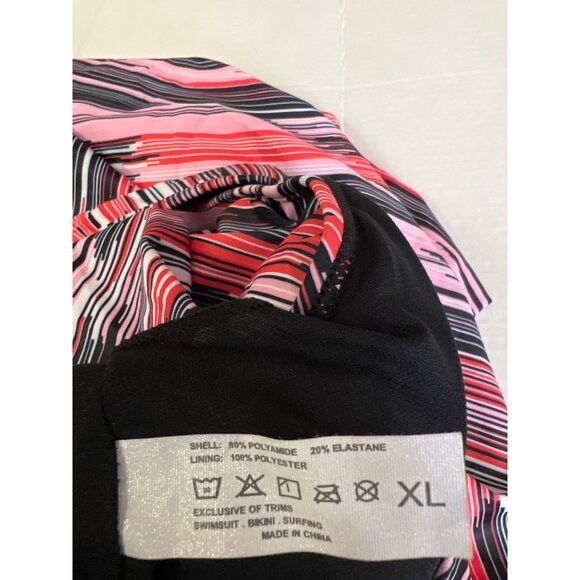 SHELL: 80% POLYAMIDE 20% ELASTANE
LINING: 100% POLYESTER
XL
EXCLUSIVE OF TRIMS
SWIMSUIT . BIKINI . SURFING
MADE IN CHINA